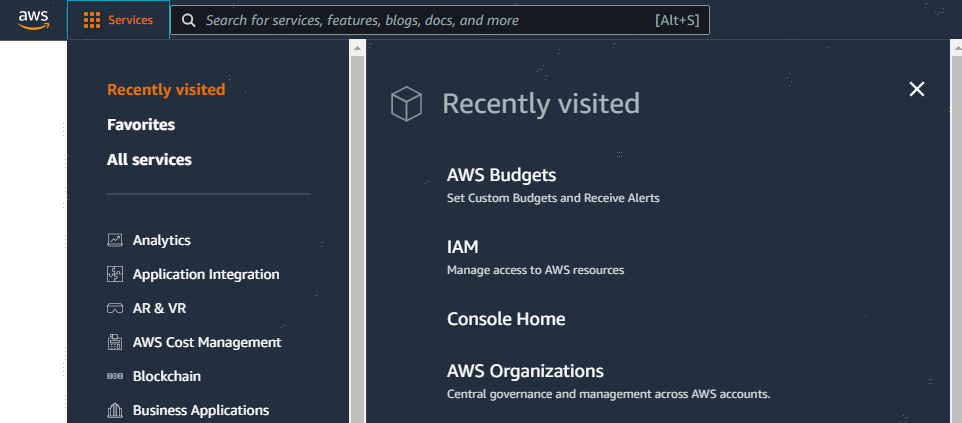 aws
Services
Search for services, features, blogs, docs, and more
[Alt+S]
Recently visited
Favorites
All services
Analytics
Application Integration
AR & VR
AWS Cost Management
Blockchain
Business Applications
Recently visited
AWS Budgets
Set Custom Budgets and Receive Alerts
IAM
Manage access to AWS resources
Console Home
AWS Organizations
Central governance and management across AWS accounts.